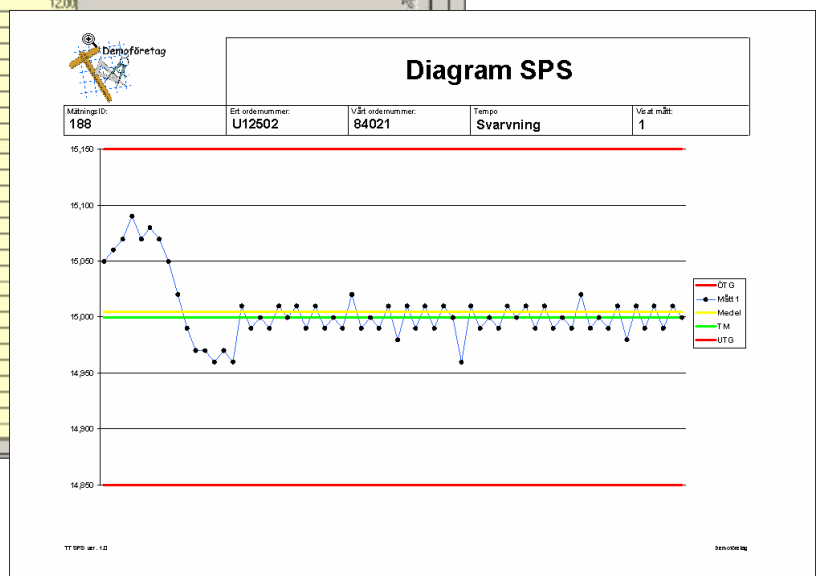 12,00
Demoföretag
Diagram SPS
MätningsID:
188
Ert ordernummer:
U12502
Vårt ordernummer:
84021
Tempo
Svarvning
Visat mått:
1
15,150
15,100
15,050
15,000
14,950
14,900
14,850
ÖTG
Mått 1
Medel
TM
UTG
TT SPS ver. 1.0
Demoföretag